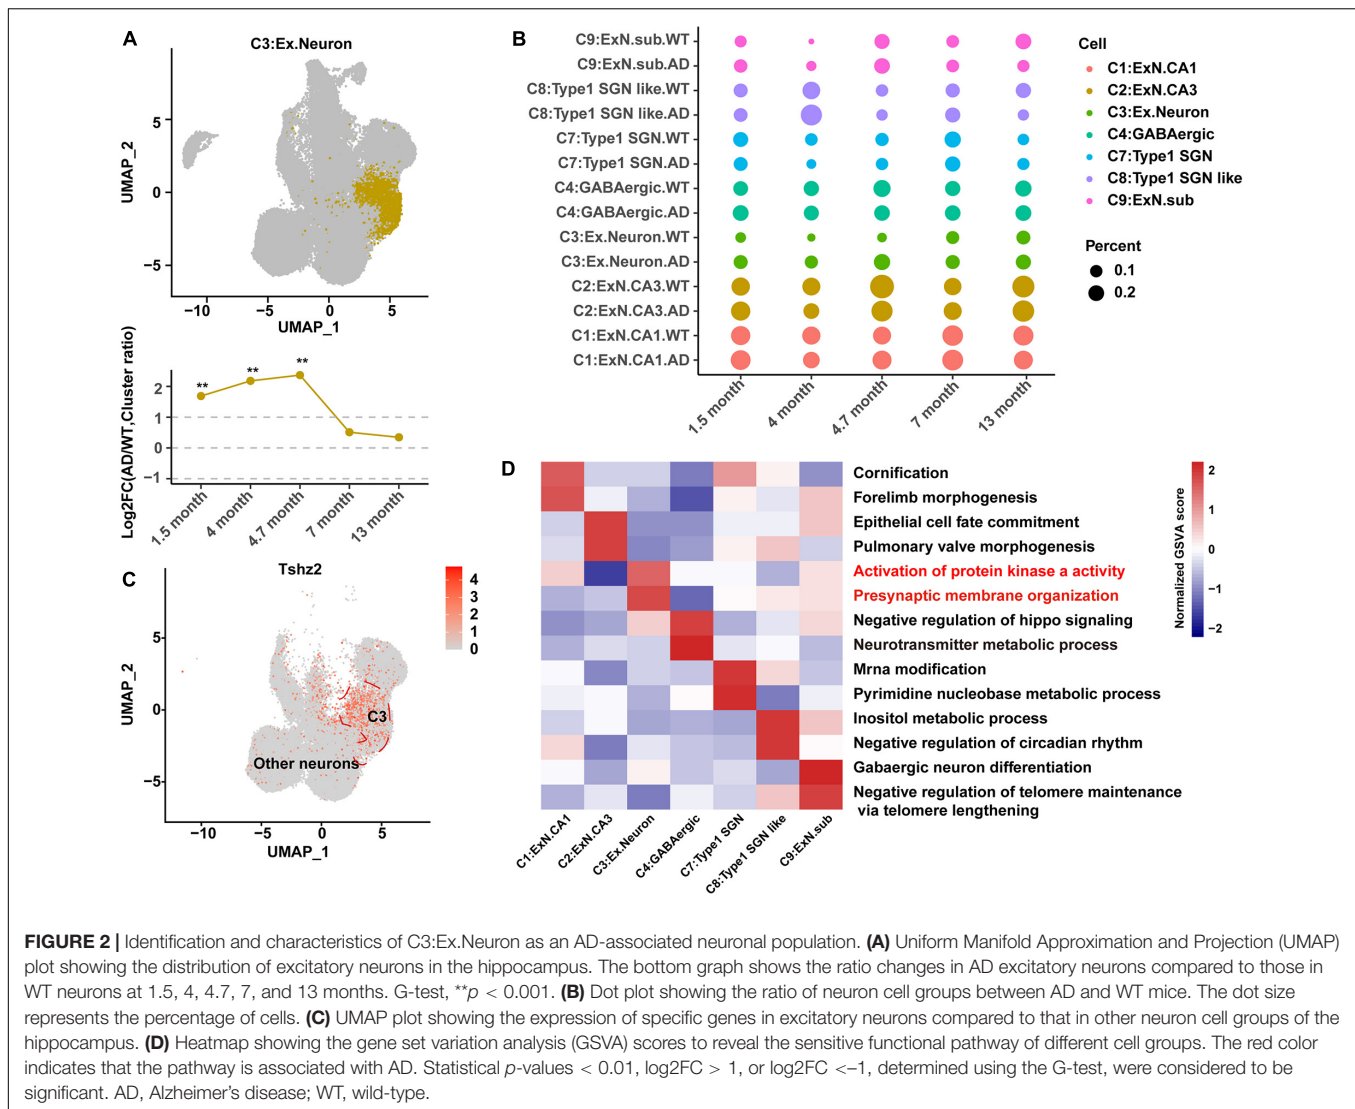 A
C3:Ex.Neuron
5
0
−5
UMAP_2
−10
−5
0
5
UMAP_1
Log2FC(AD/WT,Cluster ratio)
2
1
0
−1
**
**
**
1.5 month
4 month
4.7 month
7 month
13 month
B
C9:ExN.sub.WT
C9:ExN.sub.AD
C8:Type1 SGN like.WT
C8:Type1 SGN like.AD
C7:Type1 SGN.WT
C7:Type1 SGN.AD
C4:GABAergic.WT
C4:GABAergic.AD
C3:Ex.Neuron.WT
C3:Ex.Neuron.AD
C2:ExN.CA3.WT
C2:ExN.CA3.AD
C1:ExN.CA1.WT
C1:ExN.CA1.AD
1.5 month
4 month
4.7 month
7 month
13 month
Cell
C1:ExN.CA1
C2:ExN.CA3
C3:Ex.Neuron
C4:GABAergic
C7:Type1 SGN
C8:Type1 SGN like
C9:ExN.sub
Percent
0.1
0.2
C
Tshz2
4
3
2
1
0
5
0
−5
UMAP_2
C3
Other neurons
−10
−5
0
5
UMAP_1
D
Cornification
Forelimb morphogenesis
Epithelial cell fate commitment
Pulmonary valve morphogenesis
Activation of protein kinase a activity
Presynaptic membrane organization
Negative regulation of hippo signaling
Neurotransmitter metabolic process
Mrna modification
Pyrimidine nucleobase metabolic process
Inositol metabolic process
Negative regulation of circadian rhythm
Gabaergic neuron differentiation
Negative regulation of telomere maintenance
via telomere lengthening
C1:ExN.CA1
C2:ExN.CA3
C3:Ex.Neuron
C4:GABAergic
C7:Type1 SGN
C8:Type1 SGN like
C9:ExN.sub
Normalized GSVA score
2
1
0
−1
−2
FIGURE 2 | Identification and characteristics of C3:Ex.Neuron as an AD-associated neuronal population. (A) Uniform Manifold Approximation and Projection (UMAP)
plot showing the distribution of excitatory neurons in the hippocampus. The bottom graph shows the ratio changes in AD excitatory neurons compared to those in
WT neurons at 1.5, 4, 4.7, 7, and 13 months. G-test, **p < 0.001. (B) Dot plot showing the ratio of neuron cell groups between AD and WT mice. The dot size
represents the percentage of cells. (C) UMAP plot showing the expression of specific genes in excitatory neurons compared to that in other neuron cell groups of the
hippocampus. (D) Heatmap showing the gene set variation analysis (GSVA) scores to reveal the sensitive functional pathway of different cell groups. The red color
indicates that the pathway is associated with AD. Statistical p-values < 0.01, log2FC > 1, or log2FC <–1, determined using the G-test, were considered to be
significant. AD, Alzheimer's disease; WT, wild-type.